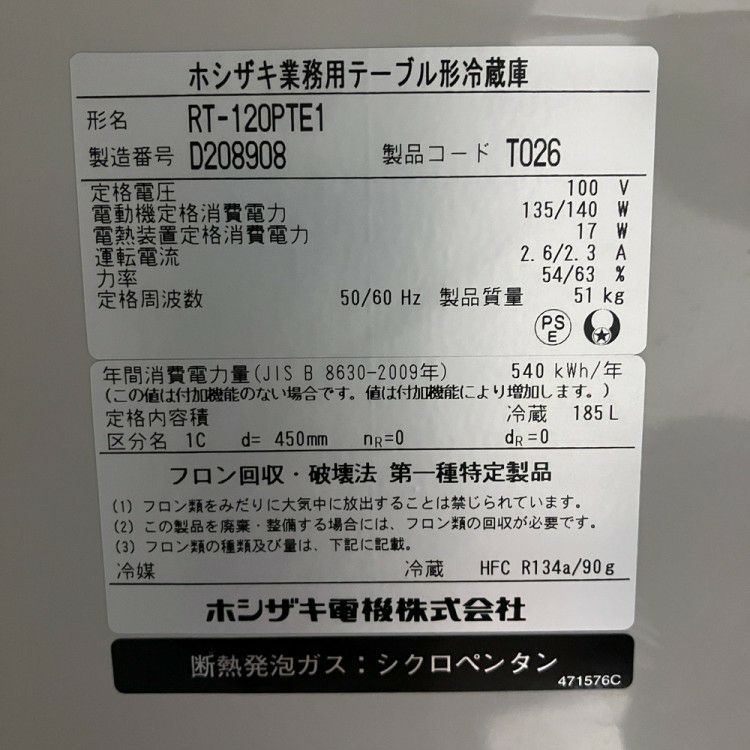 ホシザキ業務用テーブル形冷蔵庫
形名 RT-120PTE1
製造番号 D208908 製品コード T026
定格電圧 100 V
電動機定格消費電力 135/140 W
電熱装置定格消費電力 17 W
運転電流 2.6/2.3 A
力率 54/63 %
定格周波数 50/60 Hz 製品質量 51 kg
PS
E
年間消費電力量(JIS B 8630-2009年) 540 kWh/年
(この値は付加機能のない場合です。値は付加機能により増加します。)
定格内容積 冷蔵 185L
区分名 1C d= 450mm nR=0 dR=0
フロン回収・破壊法 第一種特定製品
(1) フロン類をみだりに大気中に放出することは禁じられています。
(2) この製品を廃棄・整備する場合には、フロン類の回収が必要です。
(3) フロン類の種類及び量は、下記に記載。
冷媒 冷蔵 HFC R134a/90g
ホシザキ電機株式会社
断熱発泡ガス：シクロペンタン
471576C